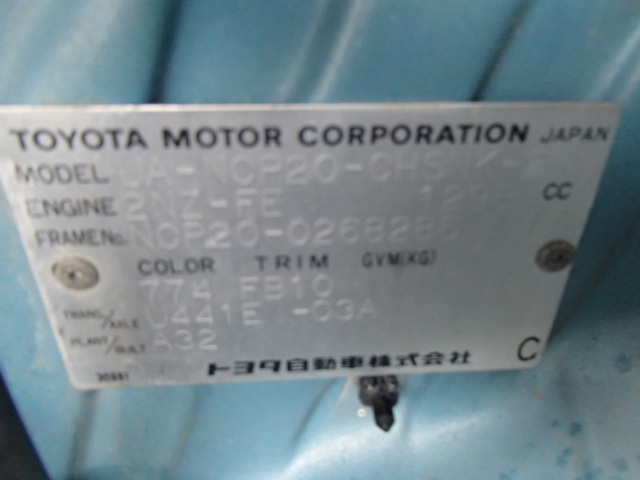 TOYOTA MOTOR CORPORATION JAPAN
MODEL
ENGINE 2NZ-FE CC
FRAME No.
COLOR TRIM GVM(KG)
FB10
TRANS/AXLE U441E -03A
PLANT/BUILT A32
トヨタ自動車株式会社 C